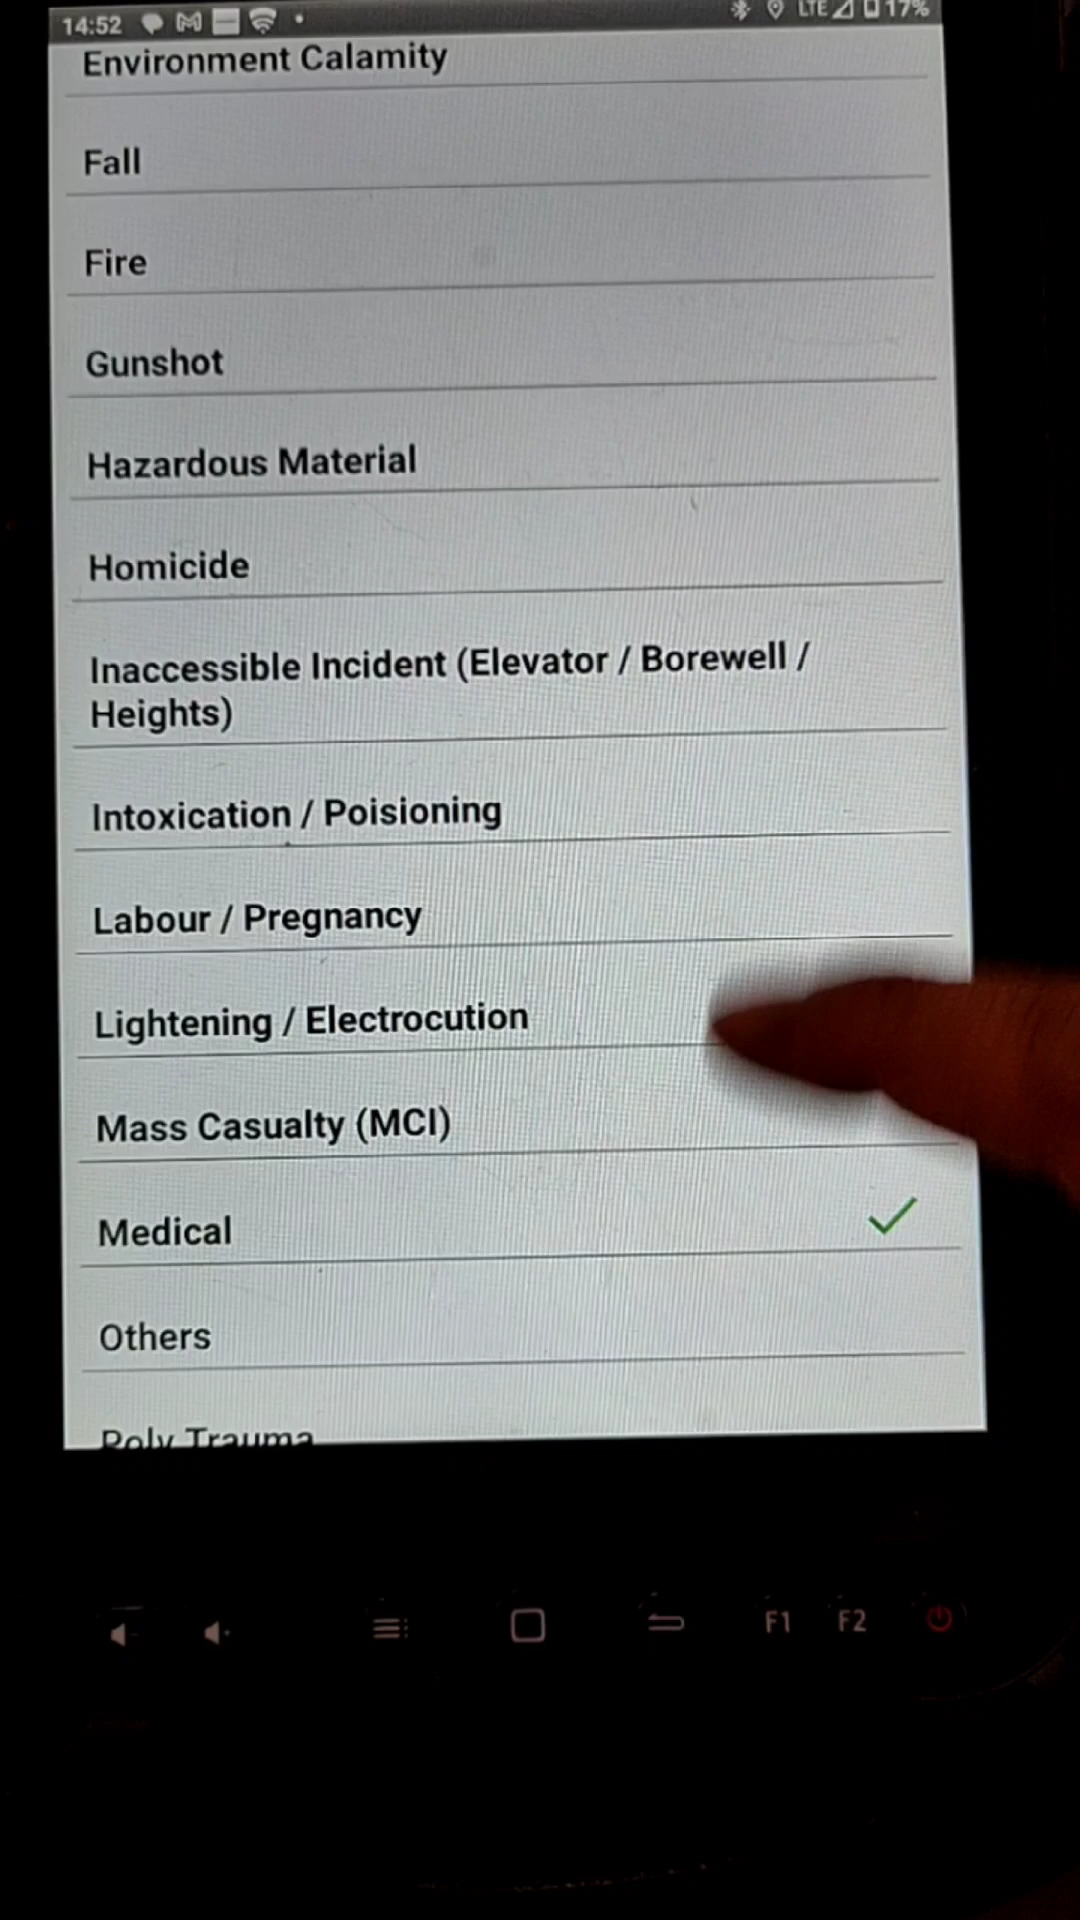 14:52
LTE 17%
Environment Calamity
Fall
Fire
Gunshot
Hazardous Material
Homicide
Inaccessible Incident (Elevator / Borewell /
Heights)
Intoxication / Poisioning
Labour / Pregnancy
Lightening / Electrocution
Mass Casualty (MCI)
Medical
Others
Poly Trauma
F1 F2